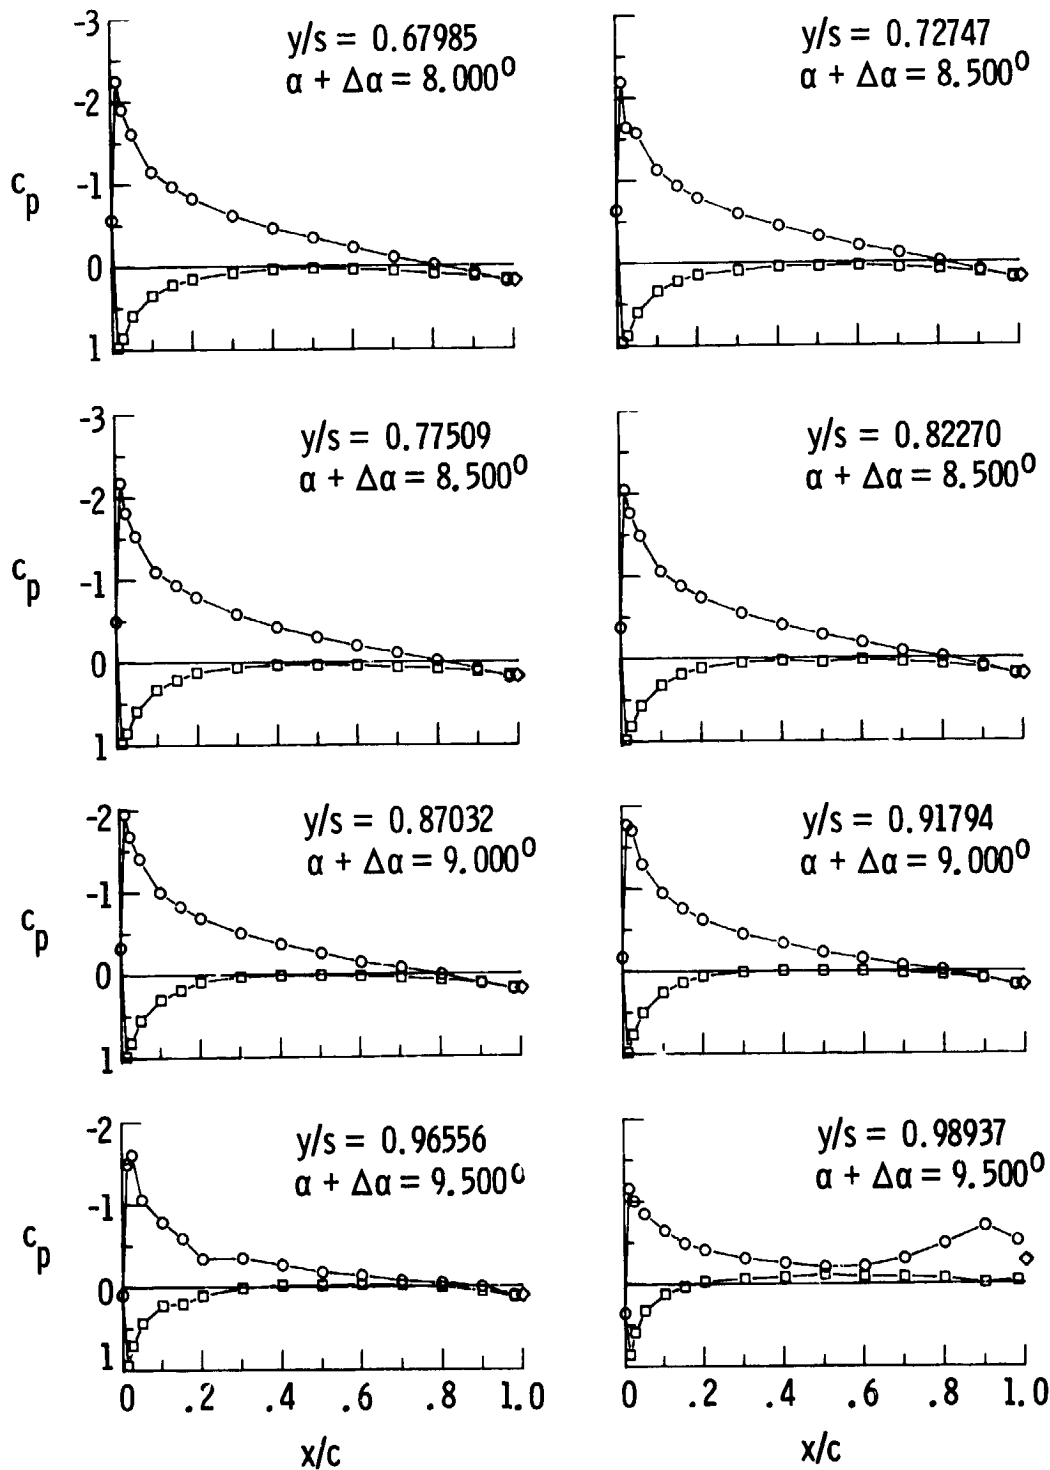 -3
y/s = 0.67985
α + Δα = 8.000⁰
-2
c_p
-1
0
1
y/s = 0.72747
α + Δα = 8.500⁰
-3
y/s = 0.77509
α + Δα = 8.500⁰
-2
c_p
-1
0
1
y/s = 0.82270
α + Δα = 8.500⁰
-2
y/s = 0.87032
α + Δα = 9.000⁰
-1
c_p
0
1
y/s = 0.91794
α + Δα = 9.000⁰
-2
y/s = 0.96556
α + Δα = 9.500⁰
-1
c_p
0
1
0 .2 .4 .6 .8 1.0
x/c
y/s = 0.98937
α + Δα = 9.500⁰
0 .2 .4 .6 .8 1.0
x/c